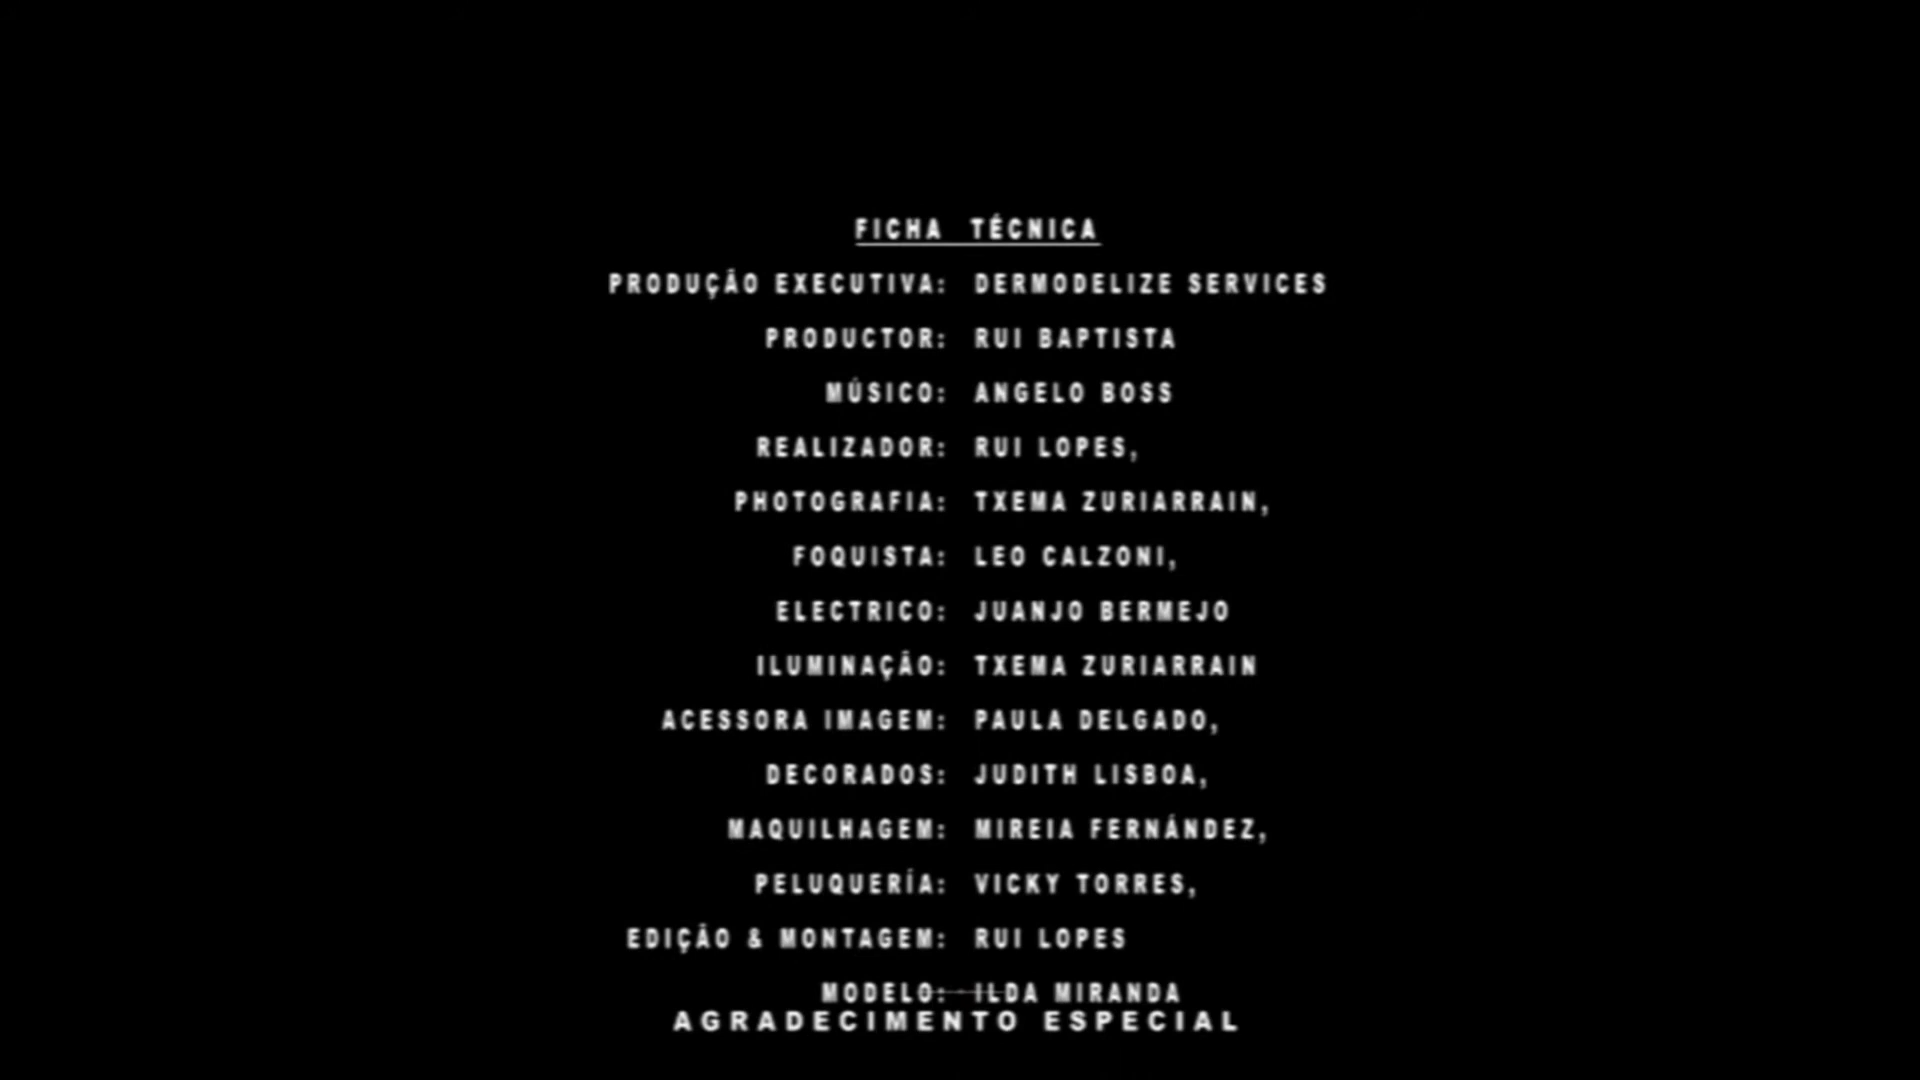 FICHA TÉCNICA
PRODUÇÃO EXECUTIVA: DERMODELIZE SERVICES
PRODUCTOR: RUI BAPTISTA
MÚSICO: ANGELO BOSS
REALIZADOR: RUI LOPES,
PHOTOGRAFIA: TXEMA ZURIARRAIN,
FOQUISTA: LEO CALZONI,
ELECTRICO: JUANJO BERMEJO
ILUMINAÇÃO: TXEMA ZURIARRAIN
ACESSORA IMAGEM: PAULA DELGADO,
DECORADOS: JUDITH LISBOA,
MAQUILHAGEM: MIREIA FERNÁNDEZ,
PELUQUERÍA: VICKY TORRES,
EDIÇÃO & MONTAGEM: RUI LOPES
MODELO: ILDA MIRANDA
AGRADECIMENTO ESPECIAL